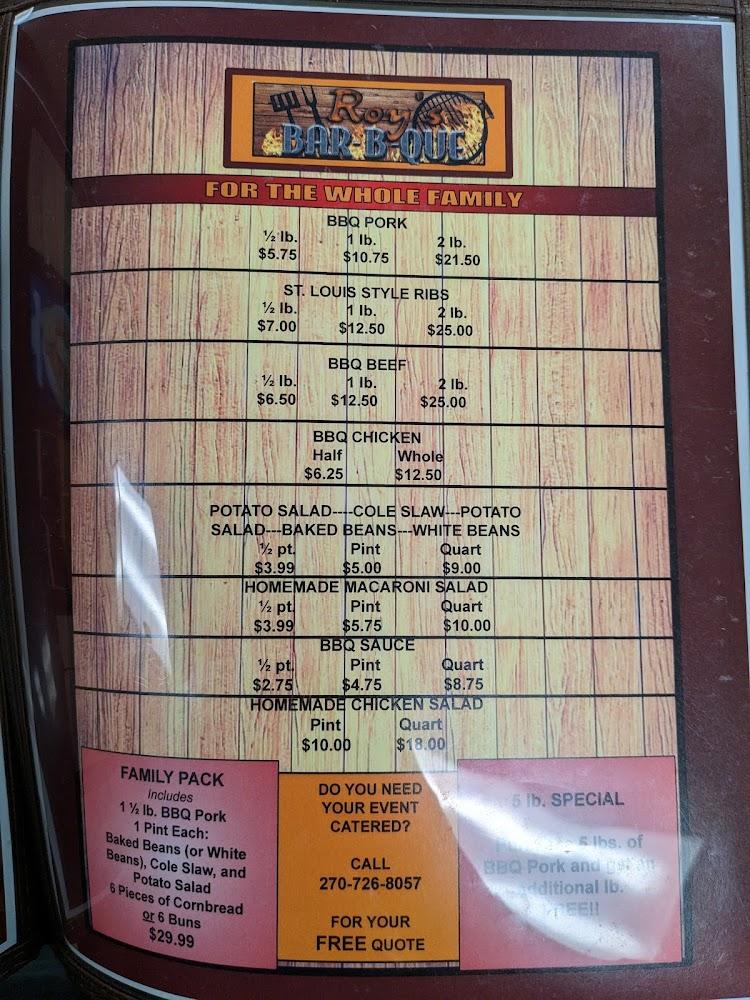 Roy's
BAR-B-QUE
FOR THE WHOLE FAMILY
BBQ PORK
½ lb. 1 lb. 2 lb.
$5.75 $10.75 $21.50
ST. LOUIS STYLE RIBS
½ lb. 1 lb. 2 lb.
$7.00 $12.50 $25.00
BBQ BEEF
½ lb. 1 lb. 2 lb.
$6.50 $12.50 $25.00
BBQ CHICKEN
Half Whole
$6.25 $12.50
POTATO SALAD----COLE SLAW---POTATO
SALAD---BAKED BEANS---WHITE BEANS
½ pt. Pint Quart
$3.99 $5.00 $9.00
HOMEMADE MACARONI SALAD
½ pt. Pint Quart
$3.99 $5.75 $10.00
BBQ SAUCE
½ pt. Pint Quart
$2.75 $4.75 $8.75
HOMEMADE CHICKEN SALAD
Pint Quart
$10.00 $18.00
FAMILY PACK
includes
1 ½ lb. BBQ Pork
1 Pint Each:
Baked Beans (or White
Beans), Cole Slaw, and
Potato Salad
6 Pieces of Cornbread
or 6 Buns
$29.99
DO YOU NEED
YOUR EVENT
CATERED?
CALL
270-726-8057
FOR YOUR
FREE QUOTE
5 lb. SPECIAL
5 lbs. of
BBQ Pork and get an
additional lb.
FREE!!